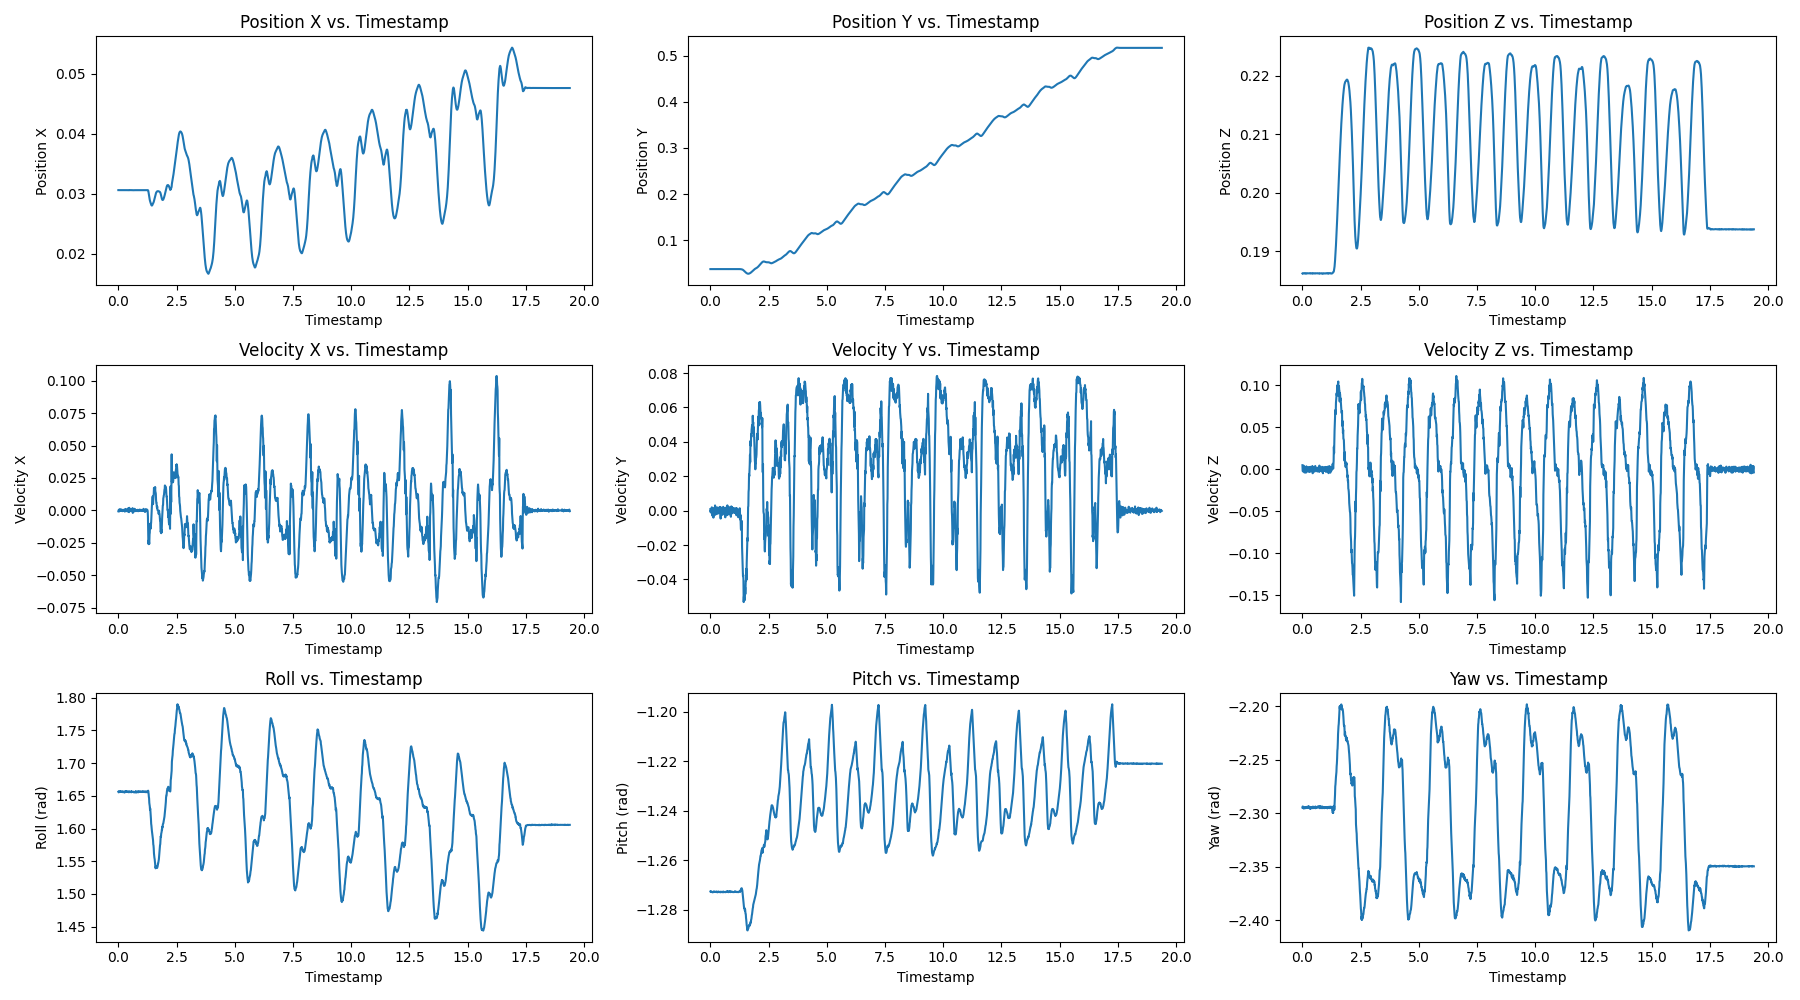 Position X vs. Timestamp
Position X
0.05
0.04
0.03
0.02
0.0 2.5 5.0 7.5 10.0 12.5 15.0 17.5 20.0
Timestamp
Position Y vs. Timestamp
Position Y
0.5
0.4
0.3
0.2
0.1
0.0 2.5 5.0 7.5 10.0 12.5 15.0 17.5 20.0
Timestamp
Position Z vs. Timestamp
Position Z
0.22
0.21
0.20
0.19
0.0 2.5 5.0 7.5 10.0 12.5 15.0 17.5 20.0
Timestamp
Velocity X vs. Timestamp
Velocity X
0.100
0.075
0.050
0.025
0.000
−0.025
−0.050
−0.075
0.0 2.5 5.0 7.5 10.0 12.5 15.0 17.5 20.0
Timestamp
Velocity Y vs. Timestamp
Velocity Y
0.08
0.06
0.04
0.02
0.00
−0.02
−0.04
0.0 2.5 5.0 7.5 10.0 12.5 15.0 17.5 20.0
Timestamp
Velocity Z vs. Timestamp
Velocity Z
0.10
0.05
0.00
−0.05
−0.10
−0.15
0.0 2.5 5.0 7.5 10.0 12.5 15.0 17.5 20.0
Timestamp
Roll vs. Timestamp
Roll (rad)
1.80
1.75
1.70
1.65
1.60
1.55
1.50
1.45
0.0 2.5 5.0 7.5 10.0 12.5 15.0 17.5 20.0
Timestamp
Pitch vs. Timestamp
Pitch (rad)
−1.20
−1.22
−1.24
−1.26
−1.28
0.0 2.5 5.0 7.5 10.0 12.5 15.0 17.5 20.0
Timestamp
Yaw vs. Timestamp
Yaw (rad)
−2.20
−2.25
−2.30
−2.35
−2.40
0.0 2.5 5.0 7.5 10.0 12.5 15.0 17.5 20.0
Timestamp